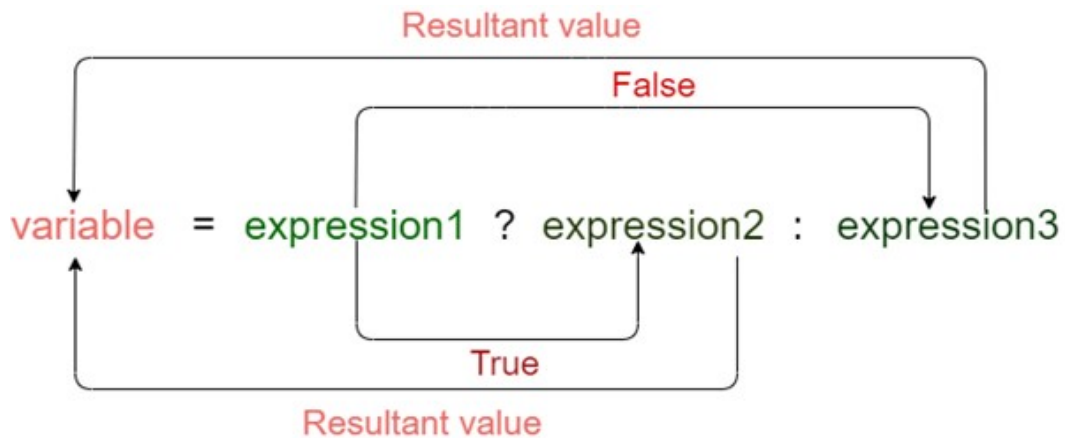 Resultant value
False
variable = expression1 ? expression2 : expression3
True
Resultant value